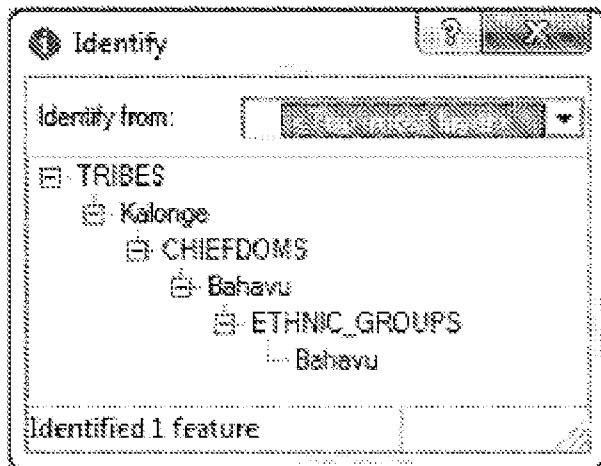 Identify
Identify from:
TRIBES
Kalonge
CHIEFDOMS
Bahavu
ETHNIC_GROUPS
Bahavu
Identified 1 feature